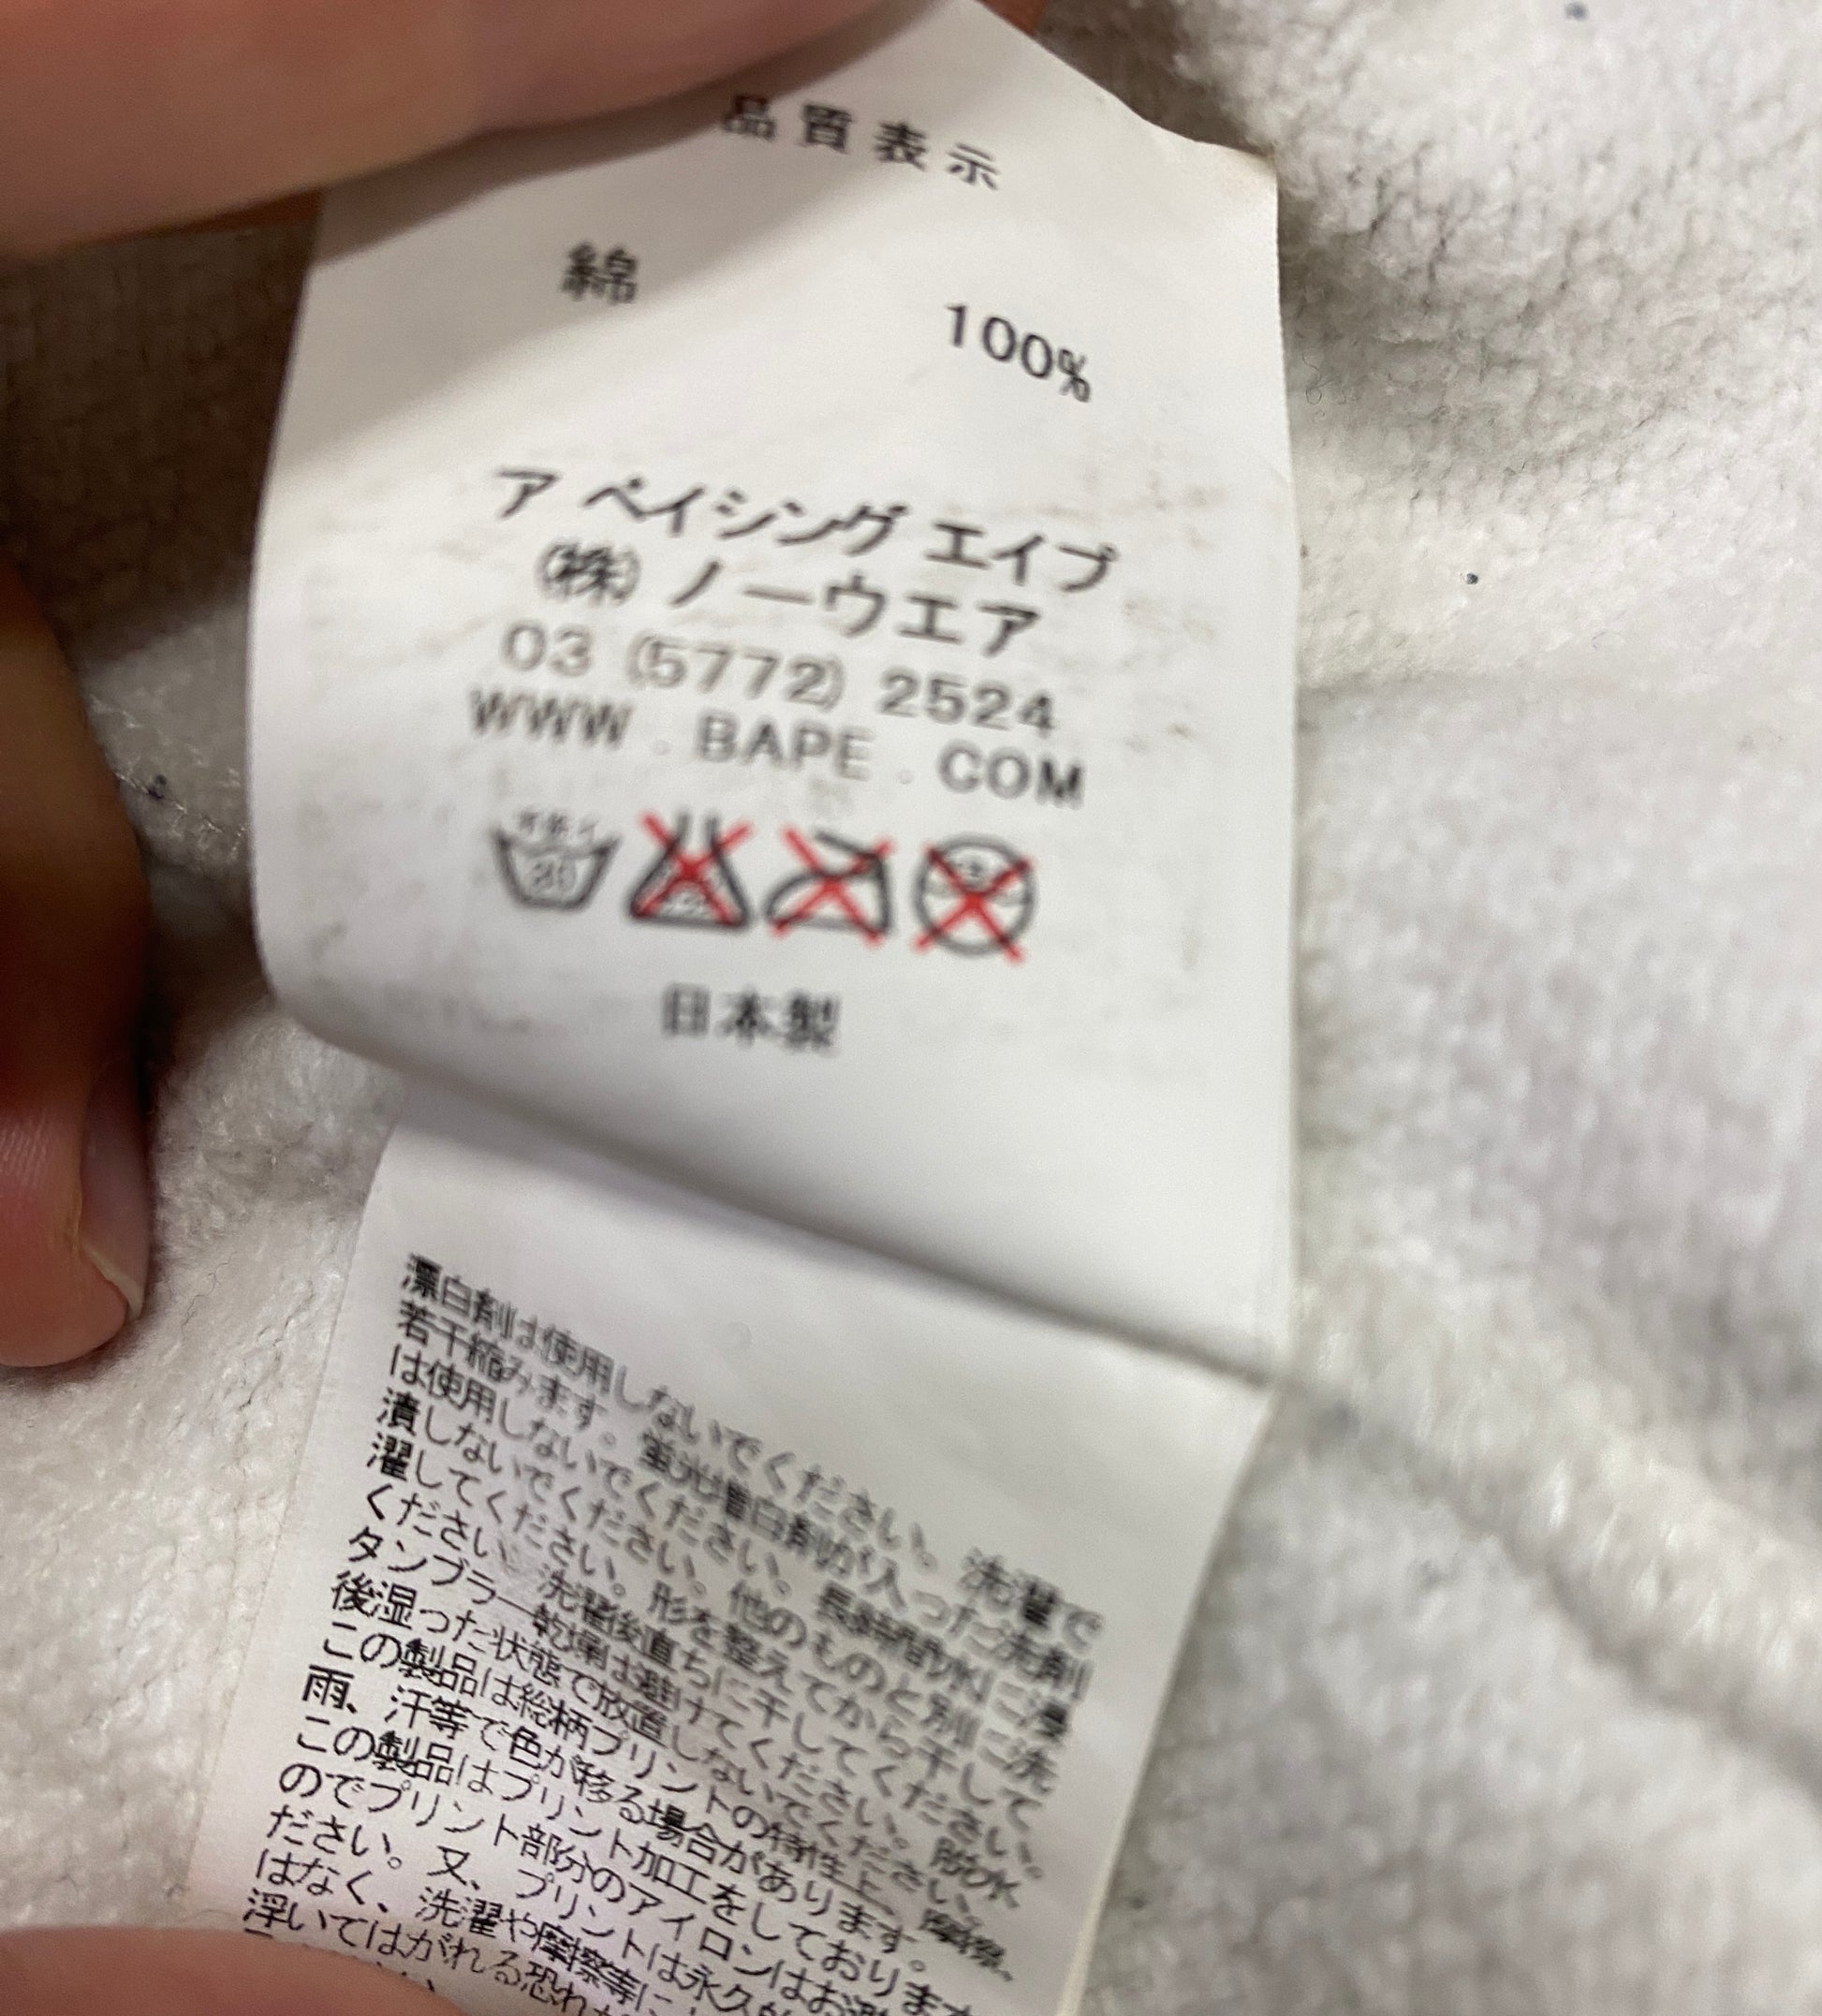 品質表示
綿 100%
ア ベイシング エイプ
(株) ノーウエア
03 (5772) 2524
WWW . BAPE . COM
30
日本製
漂白剤は使用しないでください。洗濯で
若干縮みます。蛍光増白剤が入った洗剤
は使用しないでください。長時間水に浸
漬しないでください。他のものと別に洗
濯してください。形を整えてから干して
ください。洗濯後直ちに干してください。
タンブラー乾燥は避けてください。脱水
後湿った状態で放置しないでください。
この製品は総柄プリントの特性上、摩擦、
雨、汗等で色が移る場合があります。
この製品はプリント加工をしております
のでプリント部分のアイロンはお避
ださい。又、プリントは永久的
はなく、洗濯や摩擦等に
浮いてはがれる恐れ